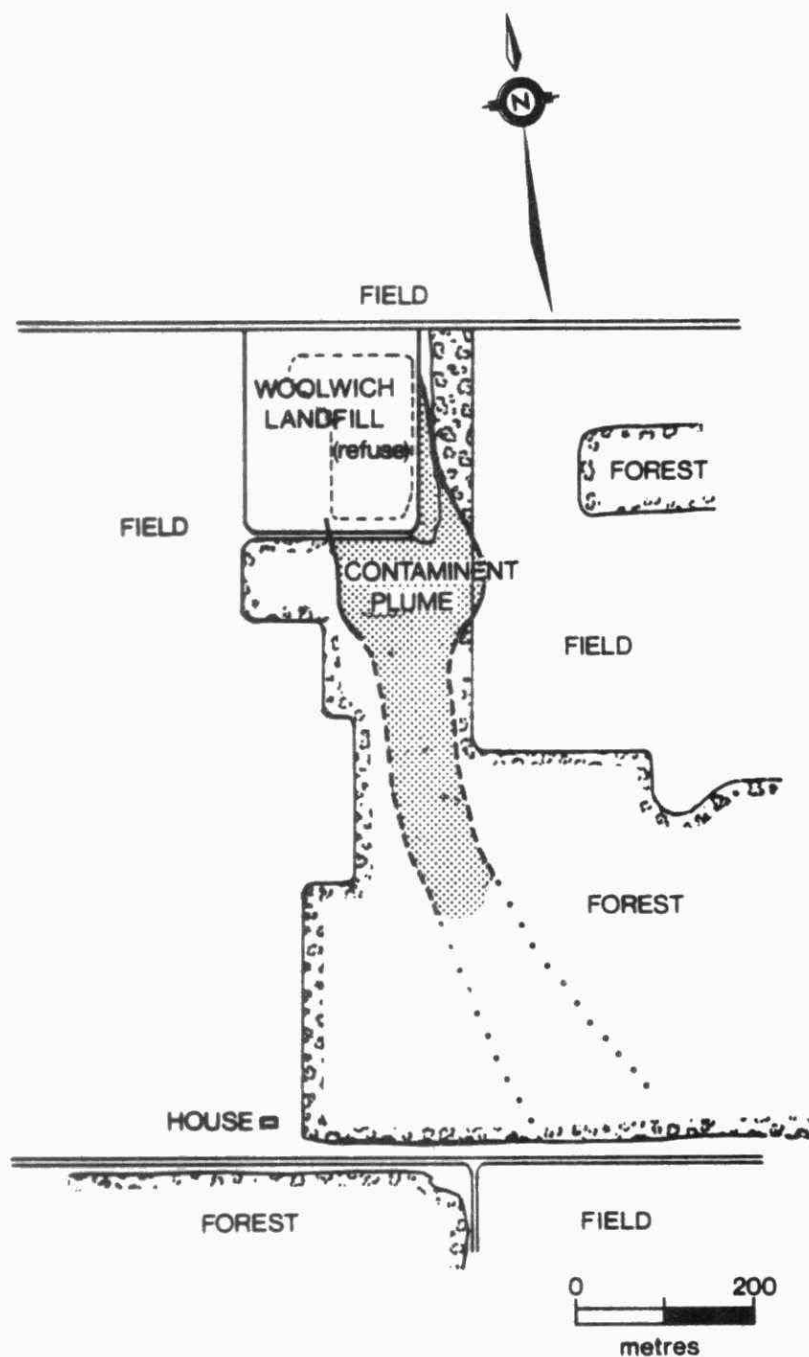 N
FIELD
WOOLWICH
LANDFILL
(refuse)
FOREST
FIELD
CONTAMINENT
PLUME
FIELD
FOREST
HOUSE
FOREST
FIELD
0 200
metres